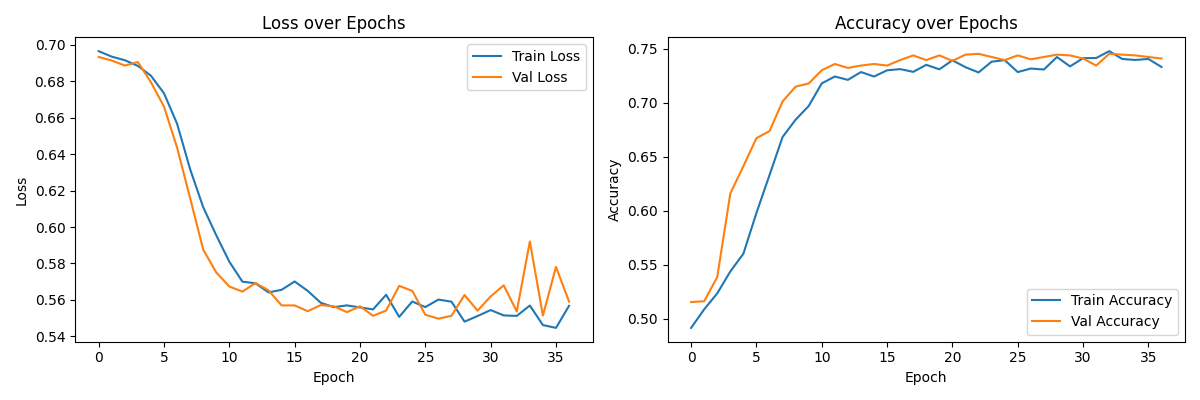 Loss over Epochs
0.70
0.68
0.66
0.64
0.62
0.60
0.58
0.56
0.54
Loss
0 5 10 15 20 25 30 35
Epoch
Train Loss
Val Loss
Accuracy over Epochs
0.75
0.70
0.65
0.60
0.55
0.50
Accuracy
0 5 10 15 20 25 30 35
Epoch
Train Accuracy
Val Accuracy